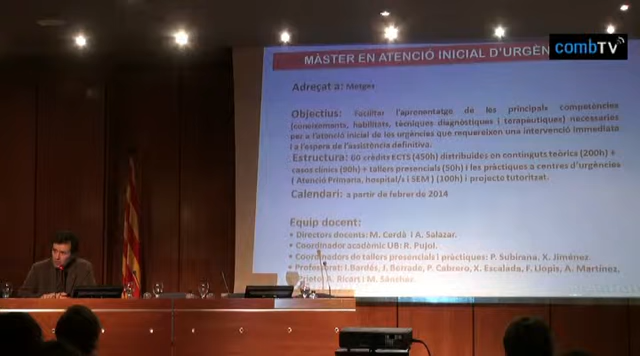 combTV
MÀSTER EN ATENCIÓ INICIAL D'URGÈN
Adreçat a: Metges
Objectius: Facilitar l'aprenentatge de les principals competències
(coneixements, habilitats, tècniques diagnòstiques i terapèutiques) necessàries
per a l'atenció inicial de les urgències que requereixen una intervenció immediata
i a l'espera de l'assistència definitiva.
Estructura: 60 crèdits ECTS (450h) distribuïdes en continguts teòrics (200h) +
casos clínics (90h) + tallers presencials (50h) i les pràctiques a centres d'urgències
( Atenció Primària, hospital/s i SEM ) (100h) i projecte tutoritzat.
Calendari: a partir de febrer de 2014
Equip docent:
• Directors docents: M. Cerdà i A. Salazar.
• Coordinador acadèmic UB: R. Pujol.
• Coordinadors de tallers presencials i pràctiques: P. Subirana, X. Jiménez.
• Professorat: I. Bardés, J. Berrade, P. Cabrero, X. Escalada, F. Llopis, A. Martínez,
Prieto, A. Ricart i M. Sánchez.